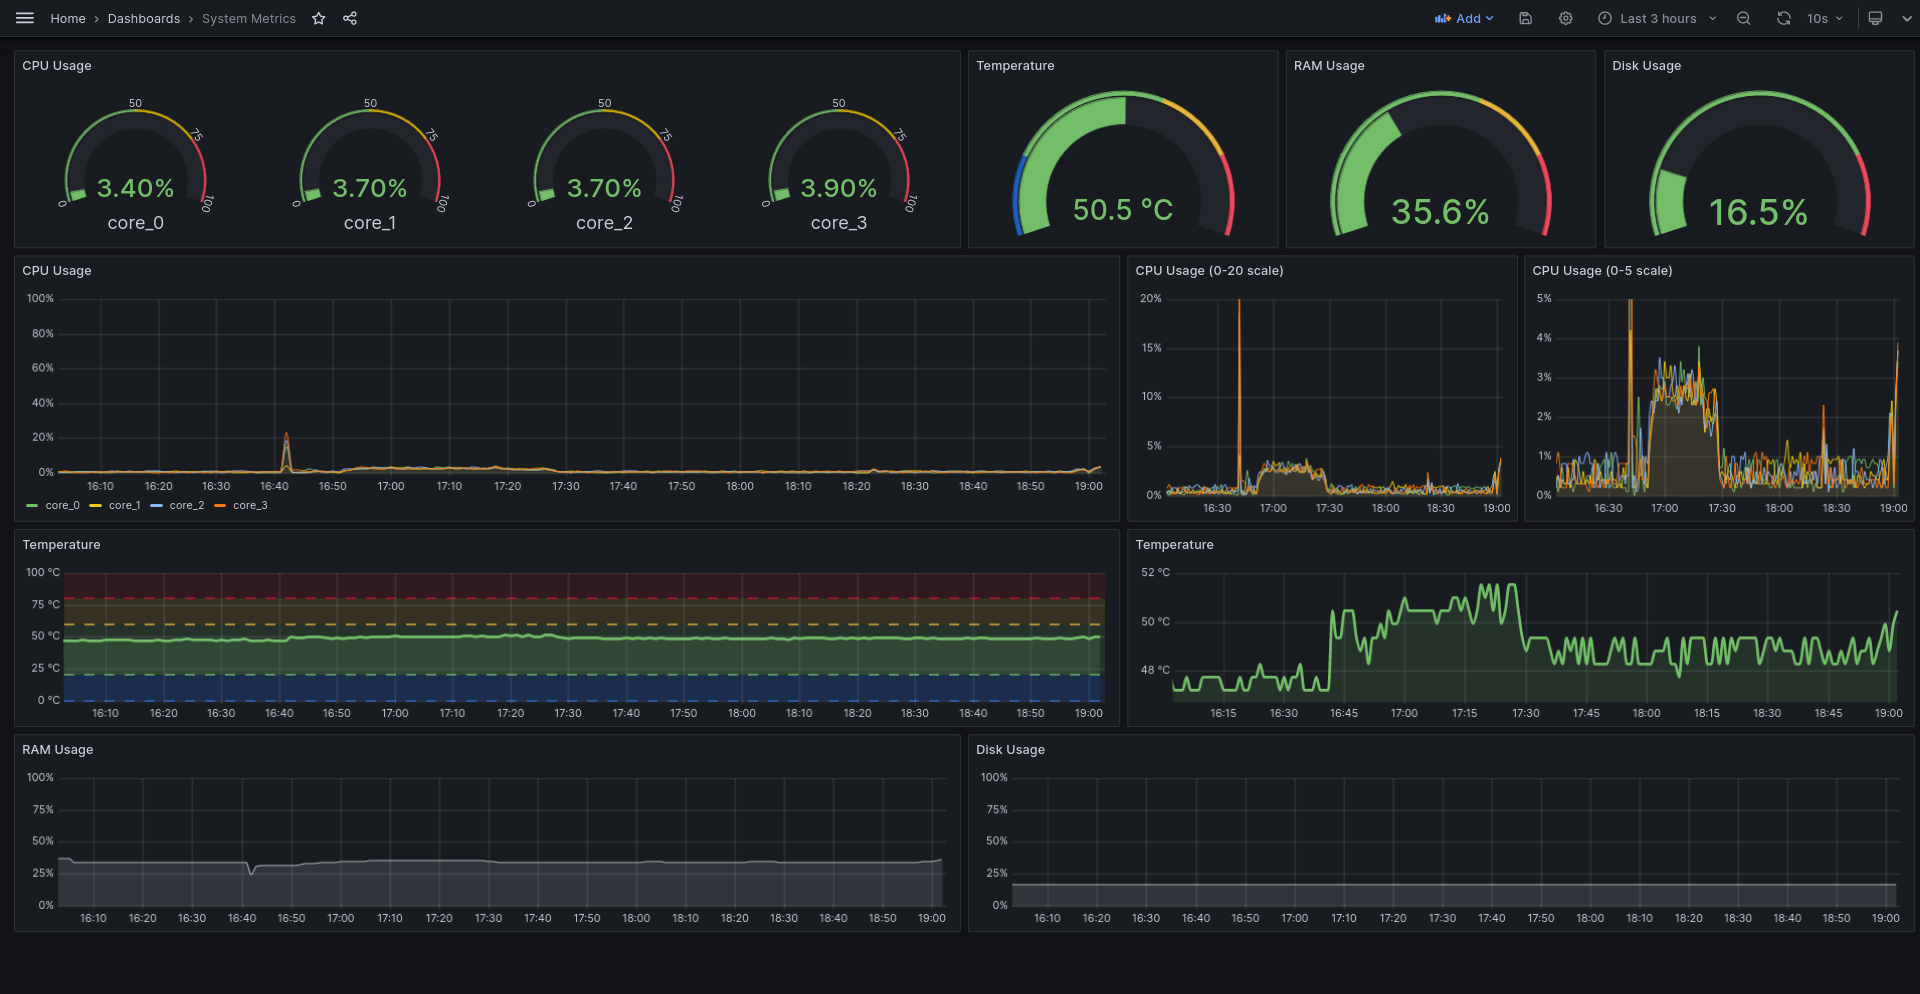 Home › Dashboards › System Metrics
Add
Last 3 hours
10s
CPU Usage
0 50 75 100
3.40%
core_0
0 50 75 100
3.70%
core_1
0 50 75 100
3.70%
core_2
0 50 75 100
3.90%
core_3
Temperature
50.5 °C
RAM Usage
35.6%
Disk Usage
16.5%
CPU Usage
100%
80%
60%
40%
20%
0%
16:10 16:20 16:30 16:40 16:50 17:00 17:10 17:20 17:30 17:40 17:50 18:00 18:10 18:20 18:30 18:40 18:50 19:00
core_0 core_1 core_2 core_3
CPU Usage (0-20 scale)
20%
15%
10%
5%
0%
16:30 17:00 17:30 18:00 18:30 19:00
CPU Usage (0-5 scale)
5%
4%
3%
2%
1%
0%
16:30 17:00 17:30 18:00 18:30 19:00
Temperature
100 °C
75 °C
50 °C
25 °C
0 °C
16:10 16:20 16:30 16:40 16:50 17:00 17:10 17:20 17:30 17:40 17:50 18:00 18:10 18:20 18:30 18:40 18:50 19:00
Temperature
52 °C
50 °C
48 °C
16:15 16:30 16:45 17:00 17:15 17:30 17:45 18:00 18:15 18:30 18:45 19:00
RAM Usage
100%
75%
50%
25%
0%
16:10 16:20 16:30 16:40 16:50 17:00 17:10 17:20 17:30 17:40 17:50 18:00 18:10 18:20 18:30 18:40 18:50 19:00
Disk Usage
100%
75%
50%
25%
0%
16:10 16:20 16:30 16:40 16:50 17:00 17:10 17:20 17:30 17:40 17:50 18:00 18:10 18:20 18:30 18:40 18:50 19:00